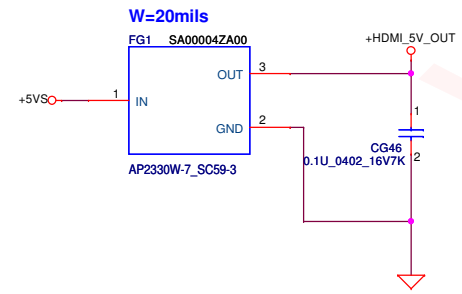 W=20mils
FG1 SA00004ZA00
+HDMI_5V_OUT
OUT 3
+5VS 1 IN
GND 2
1
CG46
0.1U_0402_16V7K
2
AP2330W-7_SC59-3